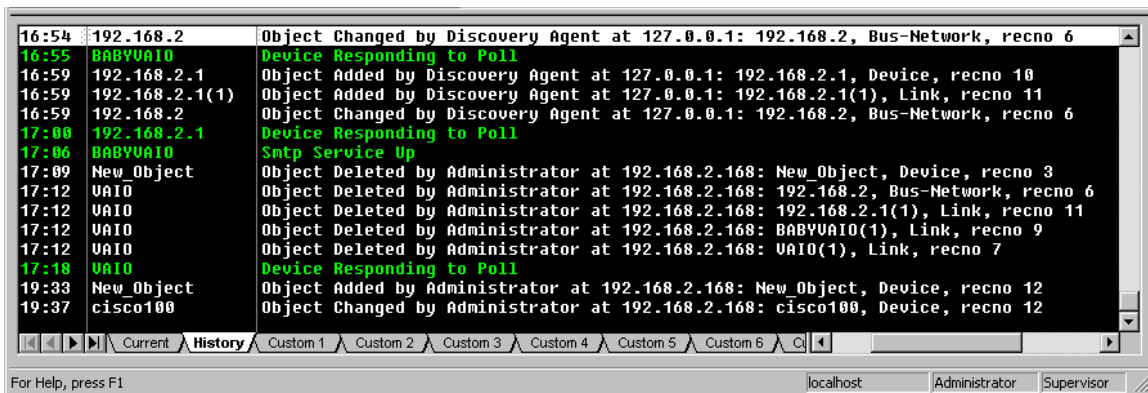 16:54 192.168.2 Object Changed by Discovery Agent at 127.0.0.1: 192.168.2, Bus-Network, recno 6
16:55 BABYVAIO Device Responding to Poll
16:59 192.168.2.1 Object Added by Discovery Agent at 127.0.0.1: 192.168.2.1, Device, recno 10
16:59 192.168.2.1(1) Object Added by Discovery Agent at 127.0.0.1: 192.168.2.1(1), Link, recno 11
16:59 192.168.2 Object Changed by Discovery Agent at 127.0.0.1: 192.168.2, Bus-Network, recno 6
17:00 192.168.2.1 Device Responding to Poll
17:06 BABYVAIO Smtp Service Up
17:09 New_Object Object Deleted by Administrator at 192.168.2.168: New_Object, Device, recno 3
17:12 VAIO Object Deleted by Administrator at 192.168.2.168: 192.168.2, Bus-Network, recno 6
17:12 VAIO Object Deleted by Administrator at 192.168.2.168: 192.168.2.1(1), Link, recno 11
17:12 VAIO Object Deleted by Administrator at 192.168.2.168: BABYVAIO(1), Link, recno 9
17:12 VAIO Object Deleted by Administrator at 192.168.2.168: VAIO(1), Link, recno 7
17:18 VAIO Device Responding to Poll
19:33 New_Object Object Added by Administrator at 192.168.2.168: New_Object, Device, recno 12
19:37 cisco100 Object Changed by Administrator at 192.168.2.168: cisco100, Device, recno 12
Current History Custom 1 Custom 2 Custom 3 Custom 4 Custom 5 Custom 6
For Help, press F1 localhost Administrator Supervisor